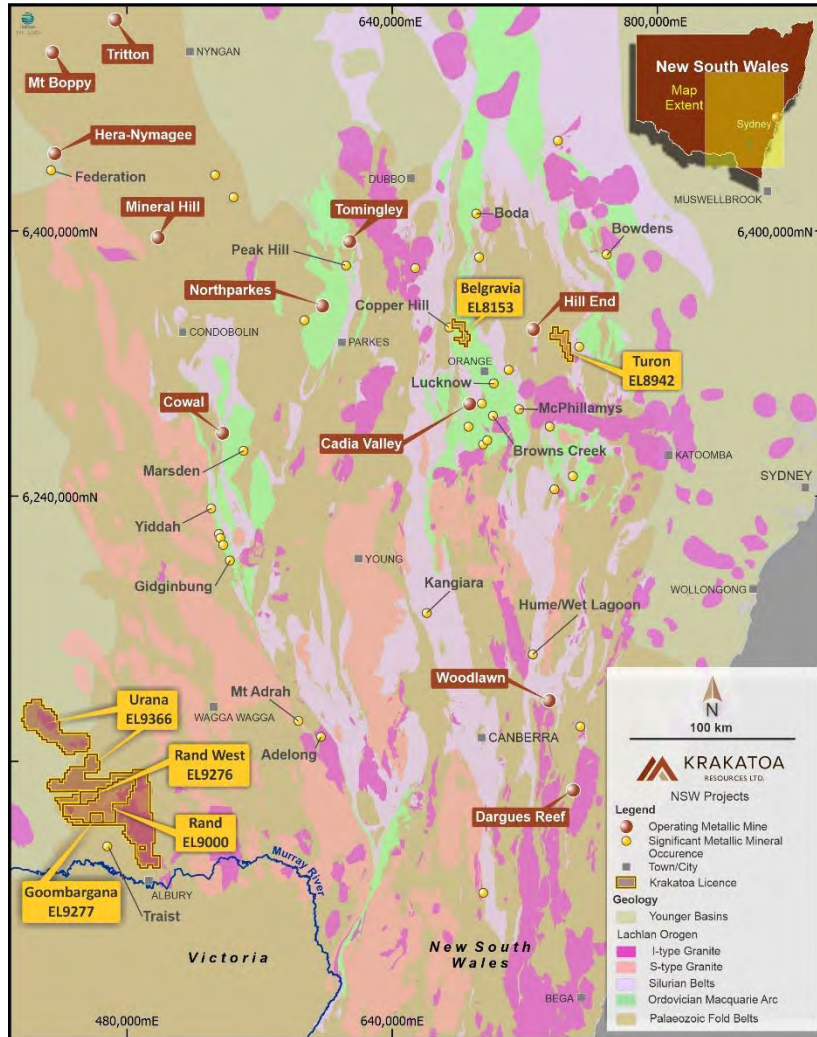 640,000mE
800,000mE
Tritton
Mt Boppy
NYNGAN
New South Wales
Map
Extent
Sydney
Hera-Nymagee
Federation
DUBBO
MUSWELLBROOK
Mineral Hill
Tomingley
Boda
6,400,000mN
6,400,000mN
Peak Hill
Bowdens
Northparkes
Belgravia
EL8153
Copper Hill
Hill End
CONDOBOLIN
PARKES
ORANGE
Turon
EL8942
Lucknow
Cowal
McPhillamys
Cadia Valley
Browns Creek
Marsden
KATOOMBA
SYDNEY
6,240,000mN
Yiddah
YOUNG
Gidginbung
WOLLONGONG
Kangiara
Hume/Wet Lagoon
Urana
EL9366
Mt Adrah
WAGGA WAGGA
Woodlawn
Adelong
CANBERRA
Rand West
EL9276
Rand
EL9000
Dargues Reef
Goombargana
EL9277
Murray River
ALBURY
Traist
Victoria
New South
Wales
BEGA
480,000mE
640,000mE
N
100 km
KRAKATOA
RESOURCES LTD.
NSW Projects
Legend
Operating Metallic Mine
Significant Metallic Mineral
Occurence
Town/City
Krakatoa Licence
Geology
Younger Basins
Lachlan Orogen
I-type Granite
S-type Granite
Silurian Belts
Ordovician Macquarie Arc
Palaeozoic Fold Belts